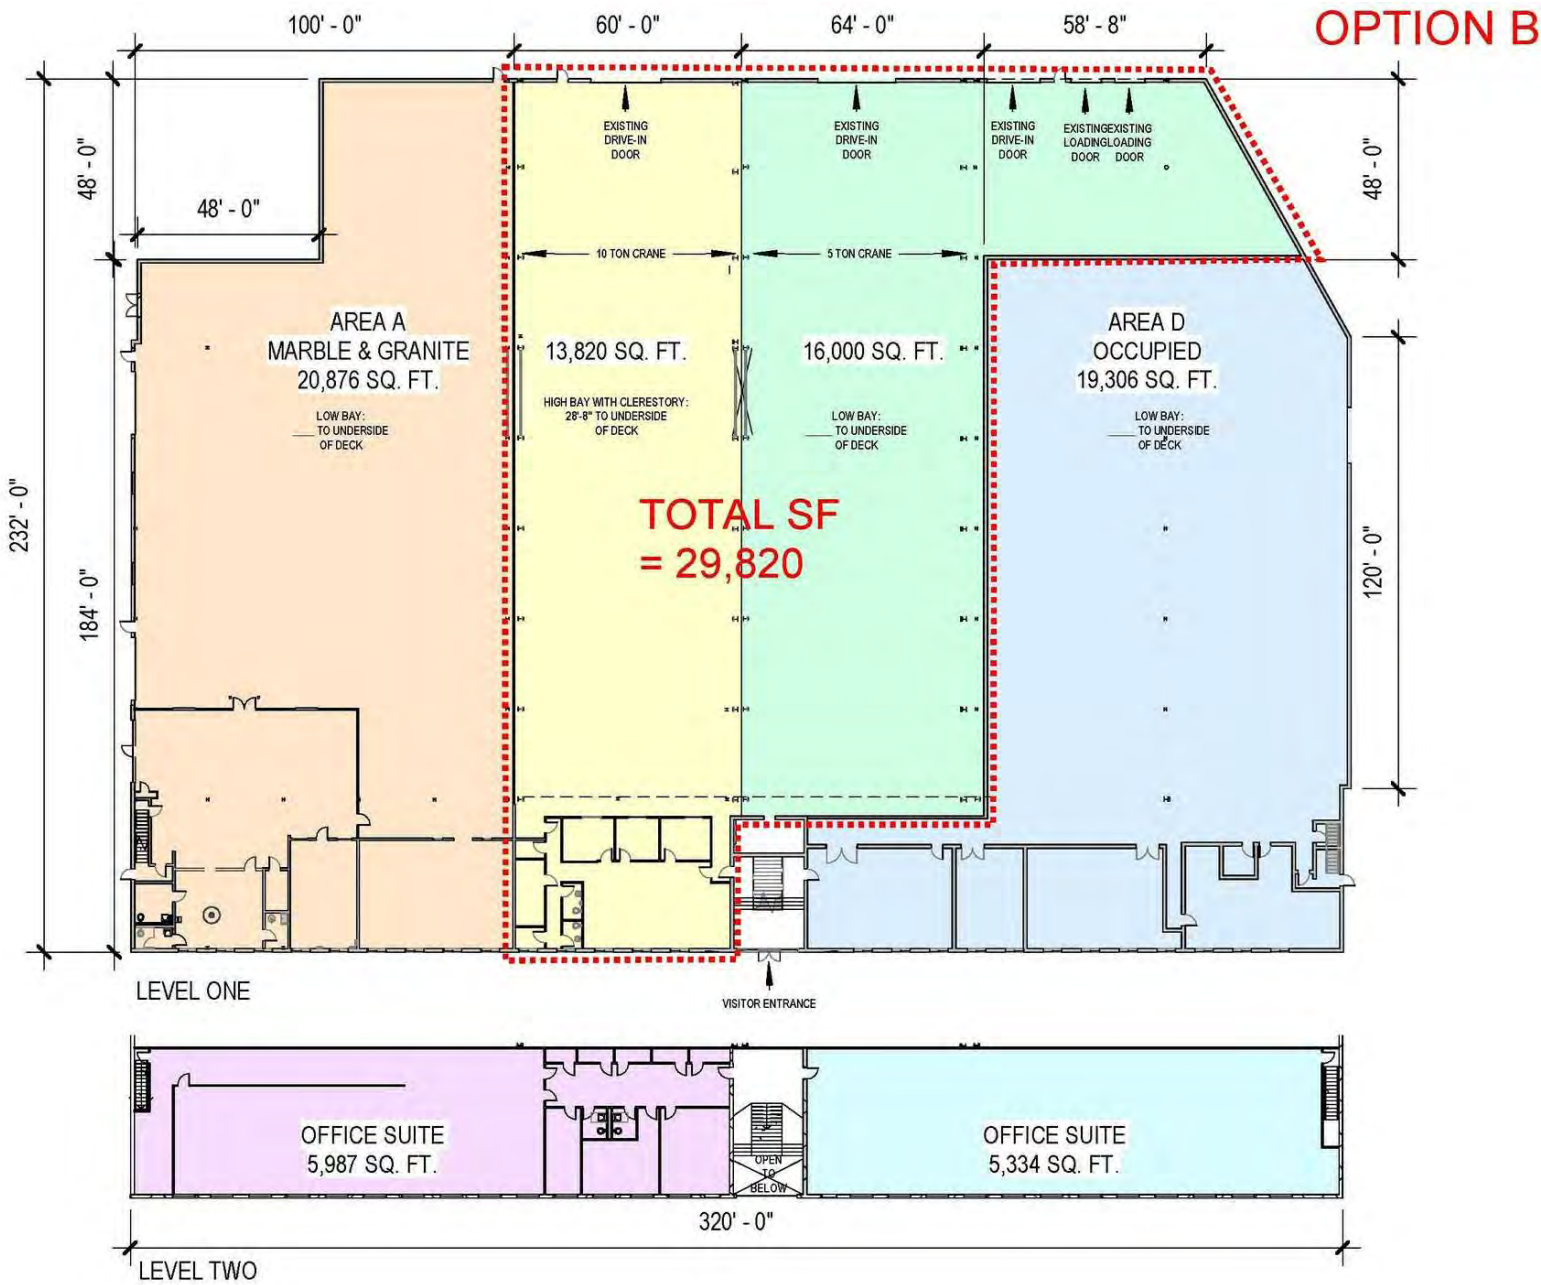 OPTION B
100' - 0"
60' - 0"
64' - 0"
58' - 8"
48' - 0"
48' - 0"
48' - 0"
232' - 0"
184' - 0"
120' - 0"
EXISTING
DRIVE-IN
DOOR
EXISTING
DRIVE-IN
DOOR
EXISTING
DRIVE-IN
DOOR
EXISTING
LOADING
DOOR
EXISTING
LOADING
DOOR
10 TON CRANE
5 TON CRANE
AREA A
MARBLE & GRANITE
20,876 SQ. FT.
LOW BAY:
___ TO UNDERSIDE
OF DECK
13,820 SQ. FT.
HIGH BAY WITH CLERESTORY:
28'-8" TO UNDERSIDE
OF DECK
16,000 SQ. FT.
LOW BAY:
___ TO UNDERSIDE
OF DECK
AREA D
OCCUPIED
19,306 SQ. FT.
LOW BAY:
___ TO UNDERSIDE
OF DECK
TOTAL SF
= 29,820
LEVEL ONE
VISITOR ENTRANCE
OFFICE SUITE
5,987 SQ. FT.
OPEN
TO
BELOW
OFFICE SUITE
5,334 SQ. FT.
320' - 0"
LEVEL TWO